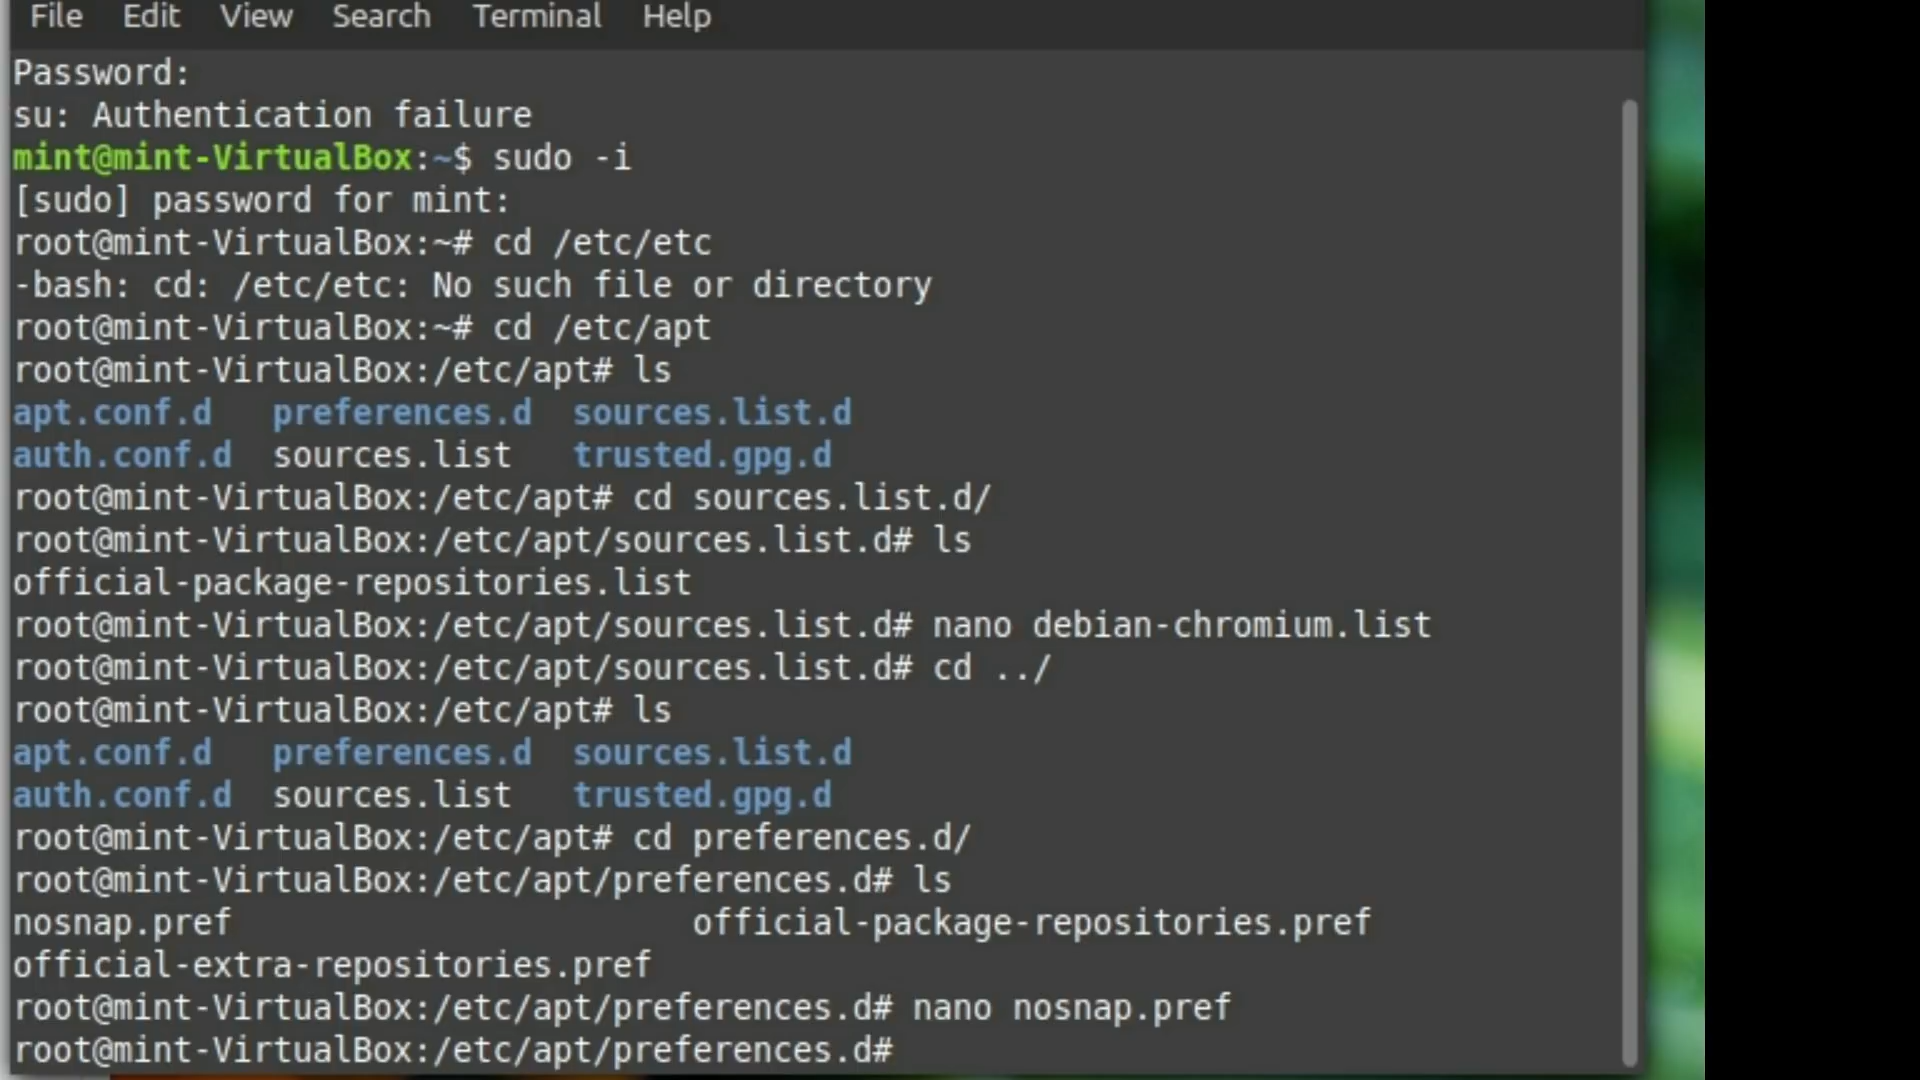 File Edit View Search Terminal Help
Password:
su: Authentication failure
mint@mint-VirtualBox:~$ sudo -i
[sudo] password for mint:
root@mint-VirtualBox:~# cd /etc/etc
-bash: cd: /etc/etc: No such file or directory
root@mint-VirtualBox:~# cd /etc/apt
root@mint-VirtualBox:/etc/apt# ls
apt.conf.d preferences.d sources.list.d
auth.conf.d sources.list trusted.gpg.d
root@mint-VirtualBox:/etc/apt# cd sources.list.d/
root@mint-VirtualBox:/etc/apt/sources.list.d# ls
official-package-repositories.list
root@mint-VirtualBox:/etc/apt/sources.list.d# nano debian-chromium.list
root@mint-VirtualBox:/etc/apt/sources.list.d# cd ../
root@mint-VirtualBox:/etc/apt# ls
apt.conf.d preferences.d sources.list.d
auth.conf.d sources.list trusted.gpg.d
root@mint-VirtualBox:/etc/apt# cd preferences.d/
root@mint-VirtualBox:/etc/apt/preferences.d# ls
nosnap.pref official-package-repositories.pref
official-extra-repositories.pref
root@mint-VirtualBox:/etc/apt/preferences.d# nano nosnap.pref
root@mint-VirtualBox:/etc/apt/preferences.d#